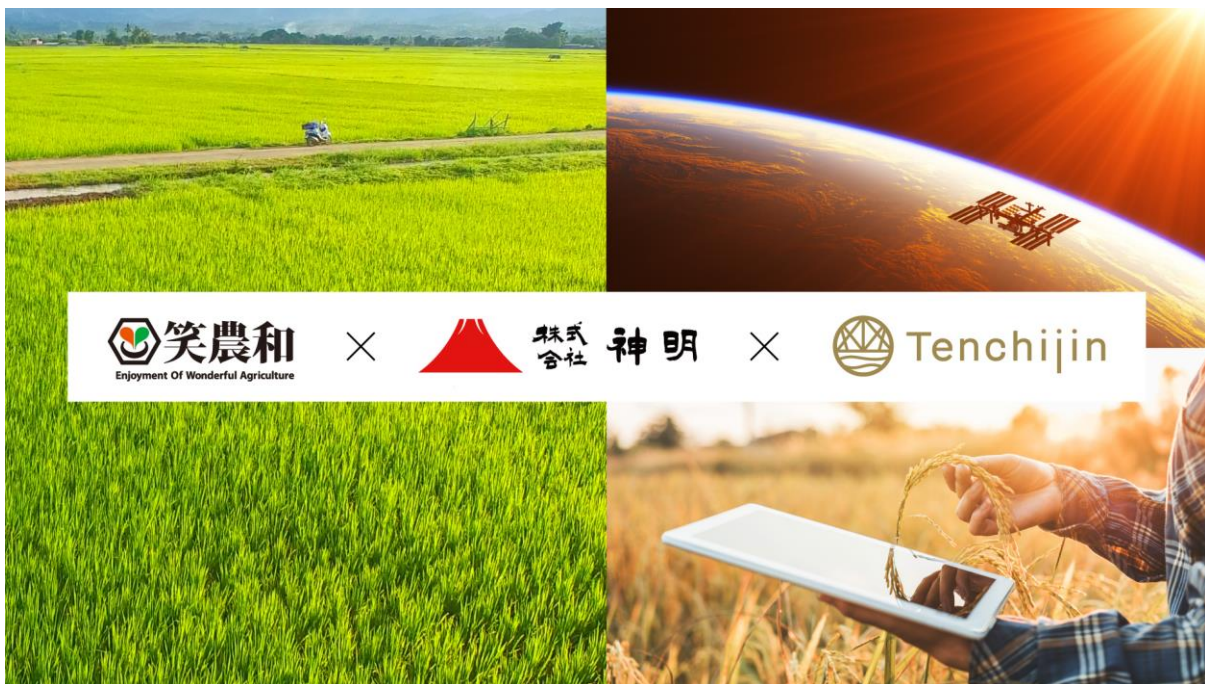 笑農和
Enjoyment Of Wonderful Agriculture
×
株式
会社
神明
×
Tenchijin